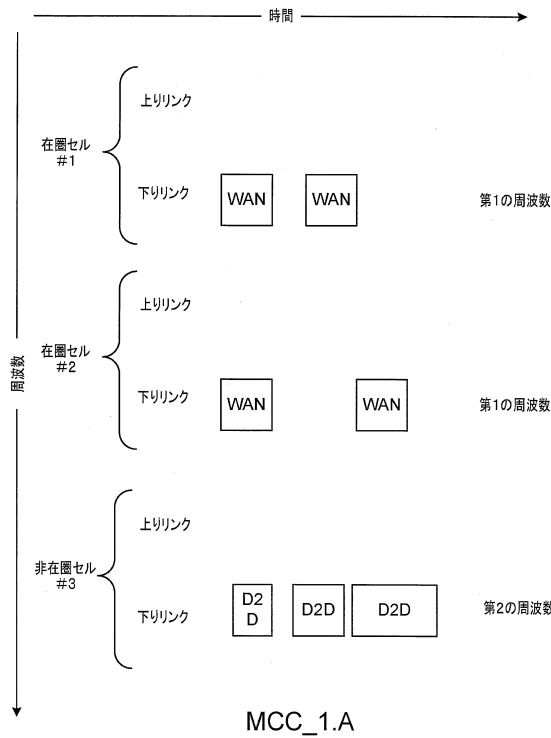 時間
周波数
在圏セル
#1
上りリンク
下りリンク
WAN
WAN
第1の周波数
在圏セル
#2
上りリンク
下りリンク
WAN
WAN
第1の周波数
非在圏セル
#3
上りリンク
下りリンク
D2
D
D2D
D2D
第2の周波数
MCC_1.A